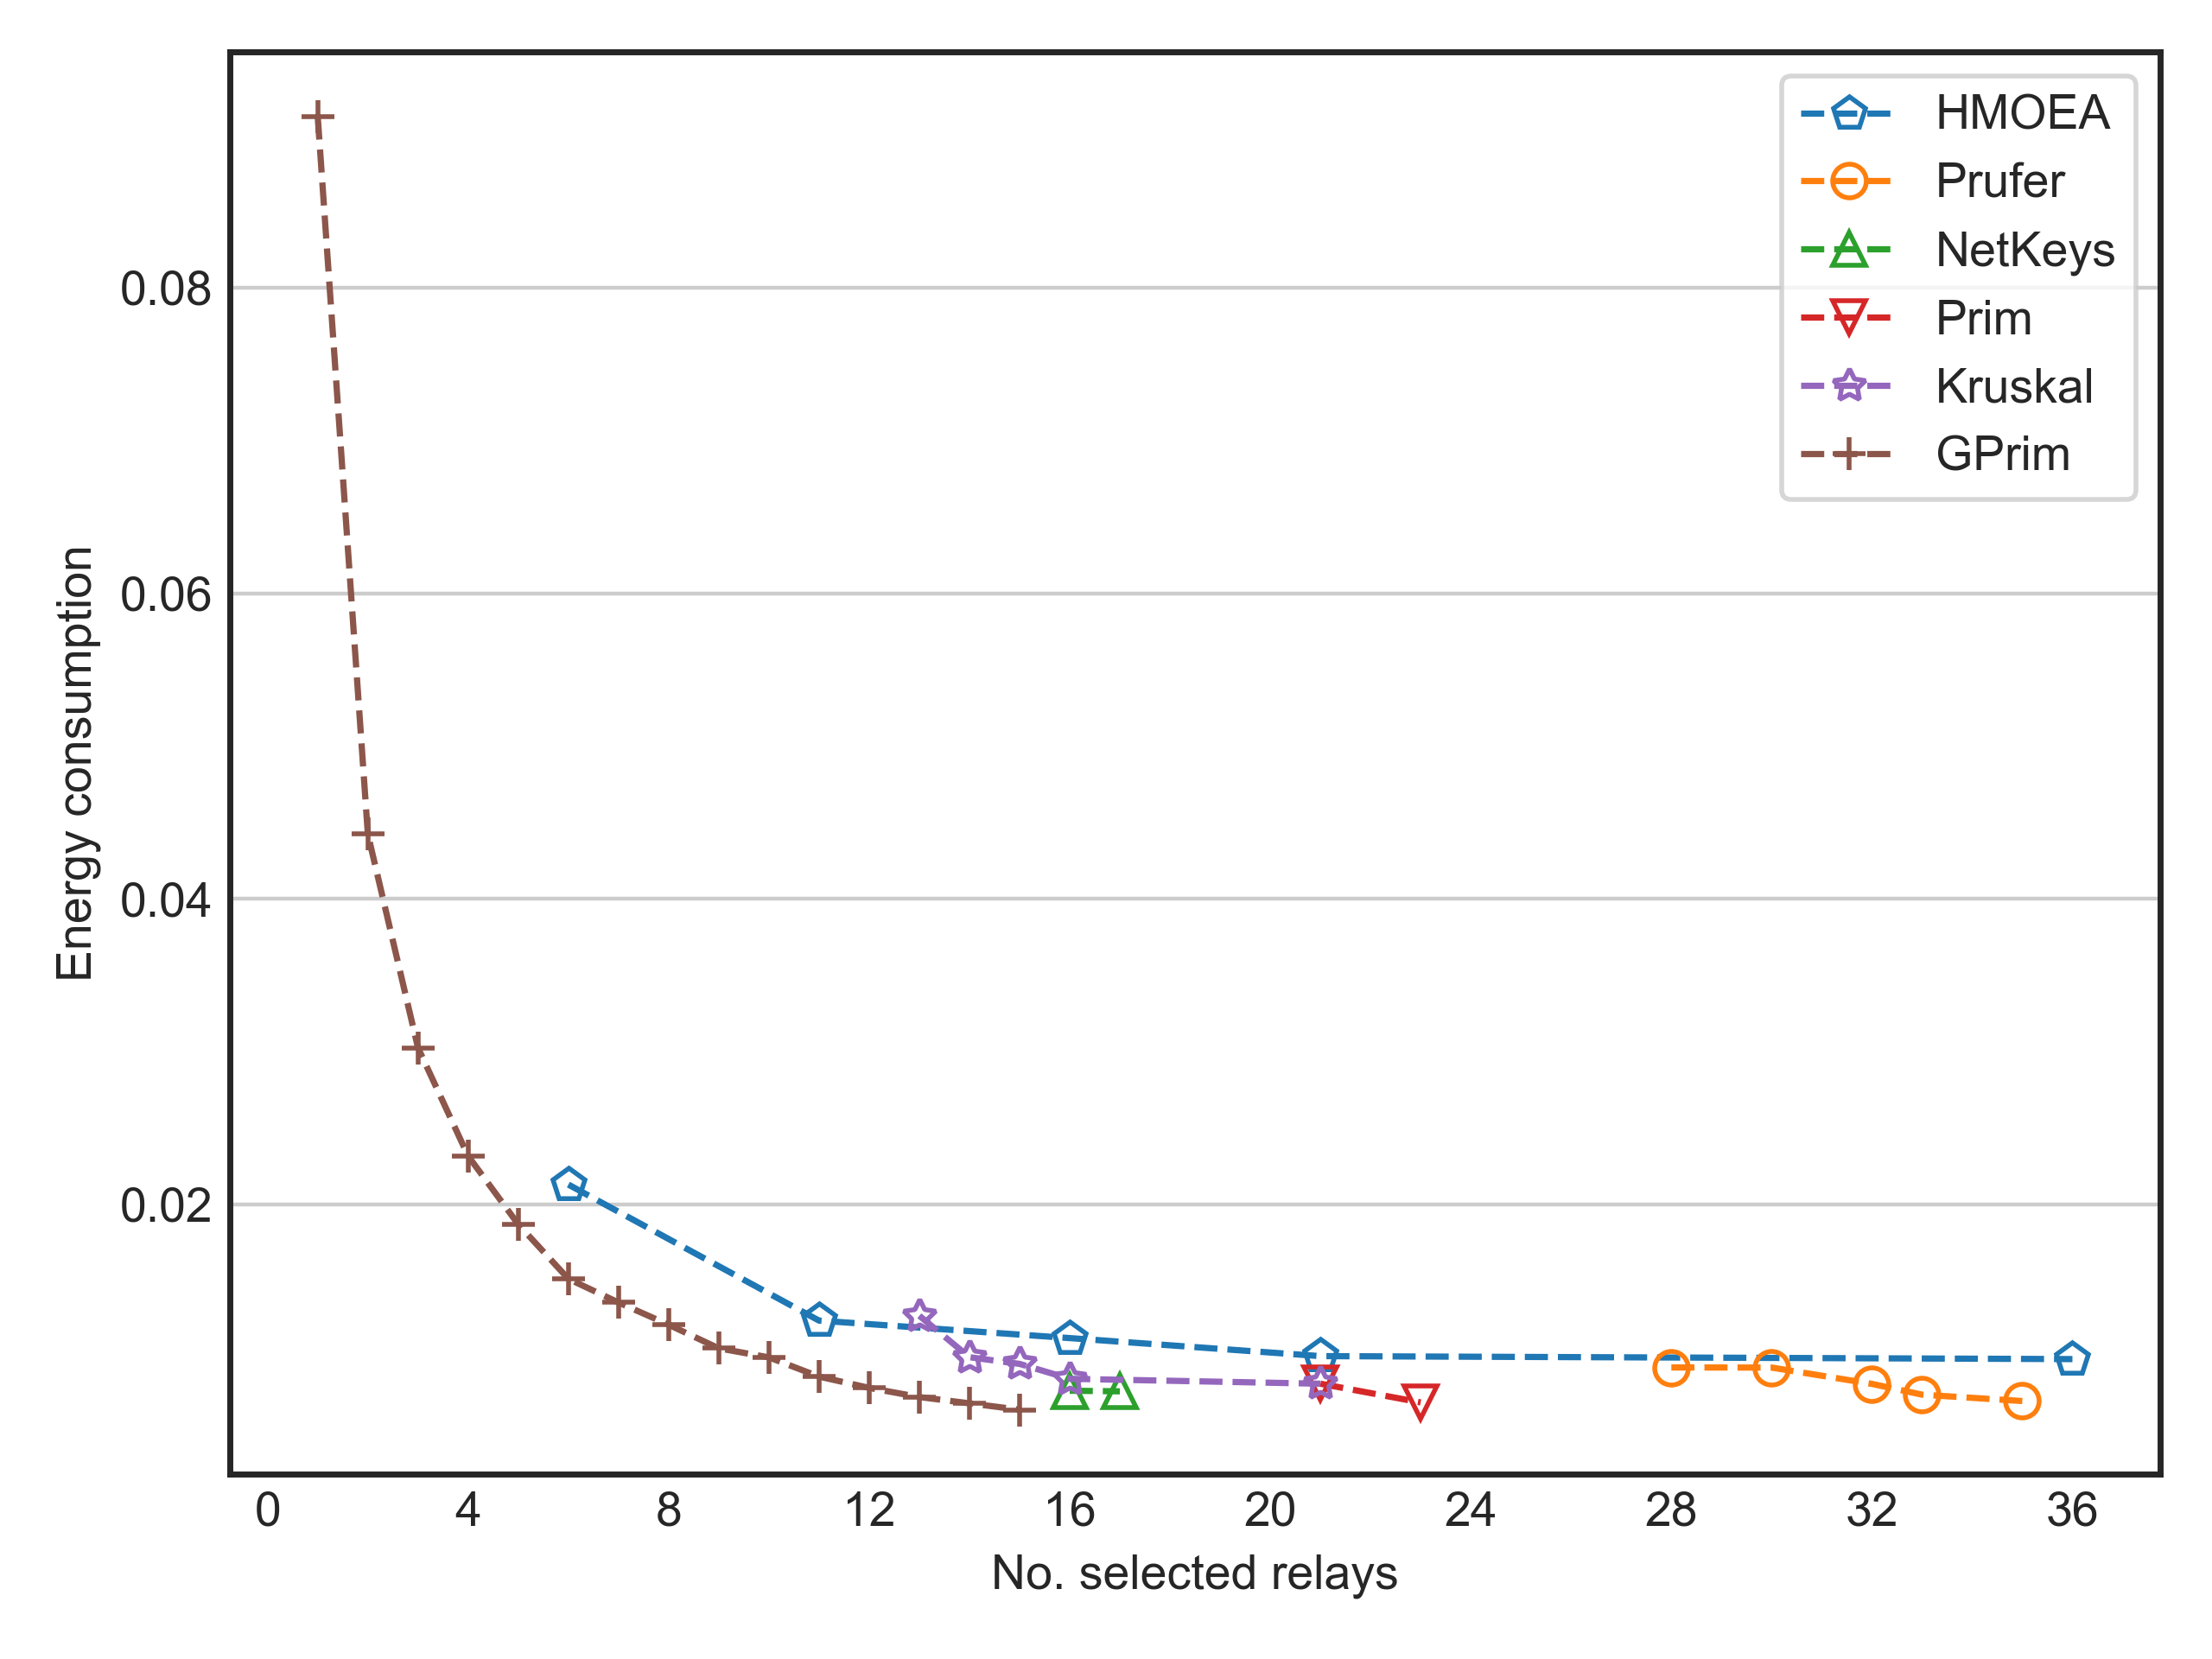 HMOEA
Prufer
NetKeys
Prim
Kruskal
GPrim
Energy consumption
0.08
0.06
0.04
0.02
0 4 8 12 16 20 24 28 32 36
No. selected relays